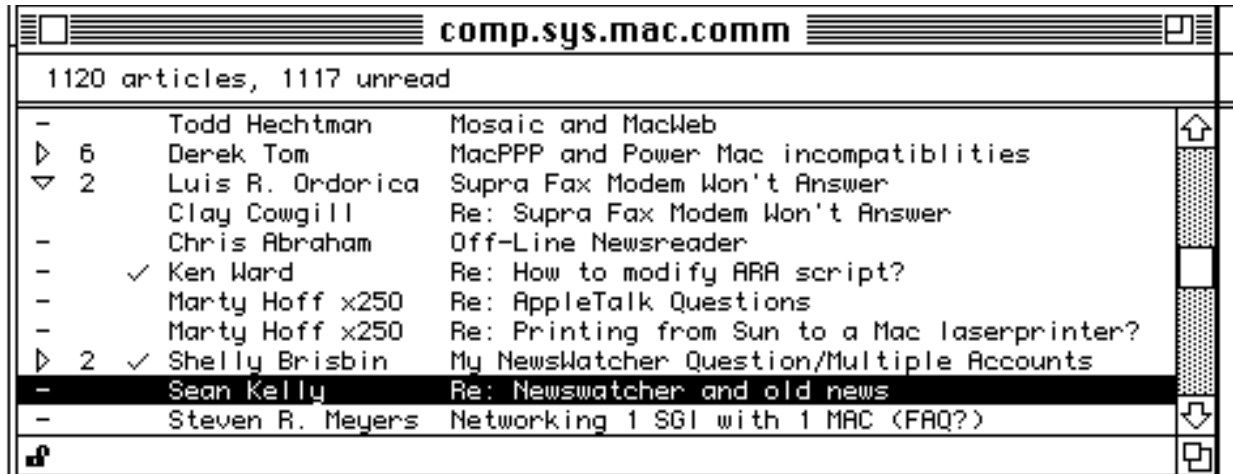 comp.sys.mac.comm
1120 articles, 1117 unread
- Todd Hechtman Mosaic and MacWeb
▷ 6 Derek Tom MacPPP and Power Mac incompatiblities
▽ 2 Luis R. Ordorica Supra Fax Modem Won't Answer
Clay Cowgill Re: Supra Fax Modem Won't Answer
- Chris Abraham Off-Line Newsreader
- ✓ Ken Ward Re: How to modify ARA script?
- Marty Hoff x250 Re: AppleTalk Questions
- Marty Hoff x250 Re: Printing from Sun to a Mac laserprinter?
▷ 2 ✓ Shelly Brisbin My NewsWatcher Question/Multiple Accounts
- Sean Kelly Re: Newswatcher and old news
- Steven R. Meyers Networking 1 SGI with 1 MAC (FAQ?)